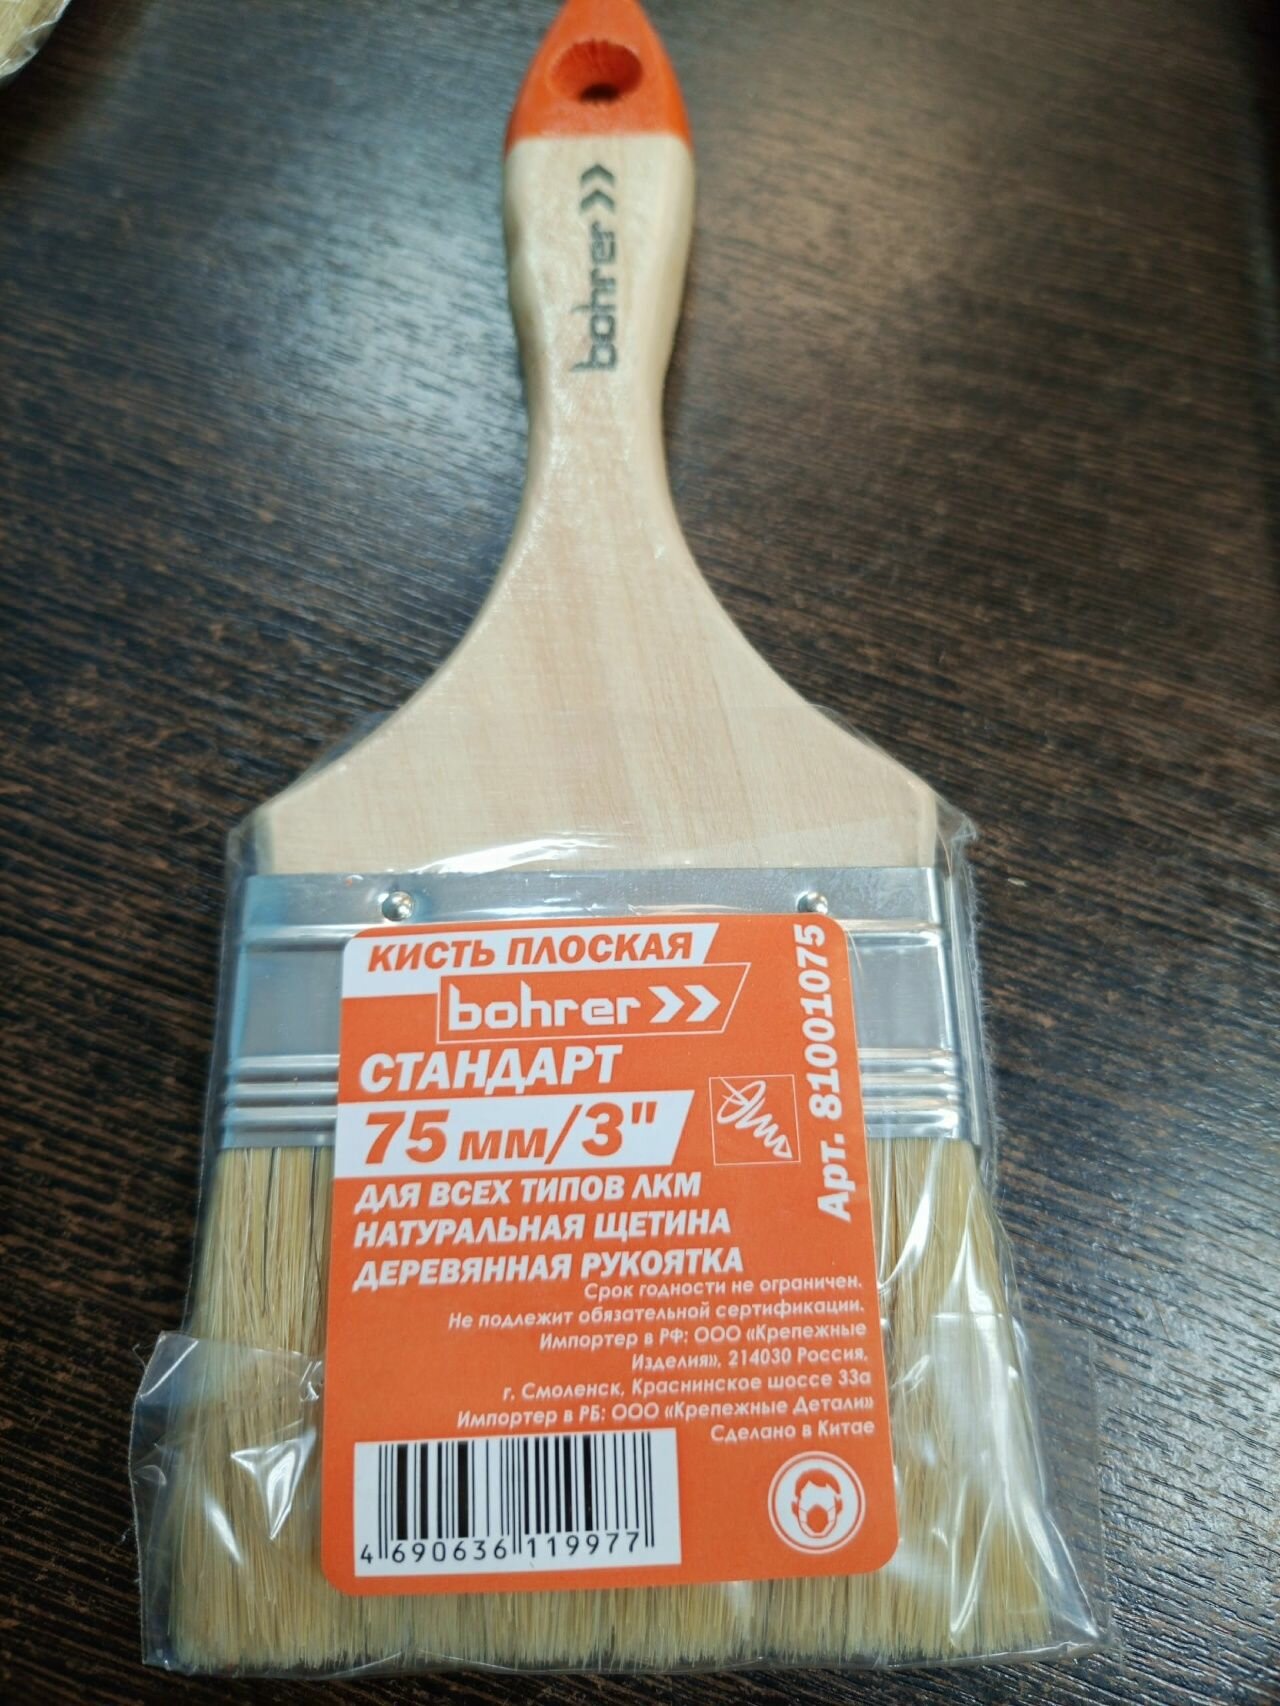 bohrer
КИСТЬ ПЛОСКАЯ
bohrer
СТАНДАРТ
75 мм/3"
ДЛЯ ВСЕХ ТИПОВ ЛКМ
НАТУРАЛЬНАЯ ЩЕТИНА
ДЕРЕВЯННАЯ РУКОЯТКА
Арт. 81001075
Срок годности не ограничен.
Не подлежит обязательной сертификации.
Импортер в РФ: ООО «Крепежные
Изделия», 214030 Россия,
г. Смоленск, Краснинское шоссе 33а
Импортер в РБ: ООО «Крепежные Детали»
Сделано в Китае
4 690636 119977